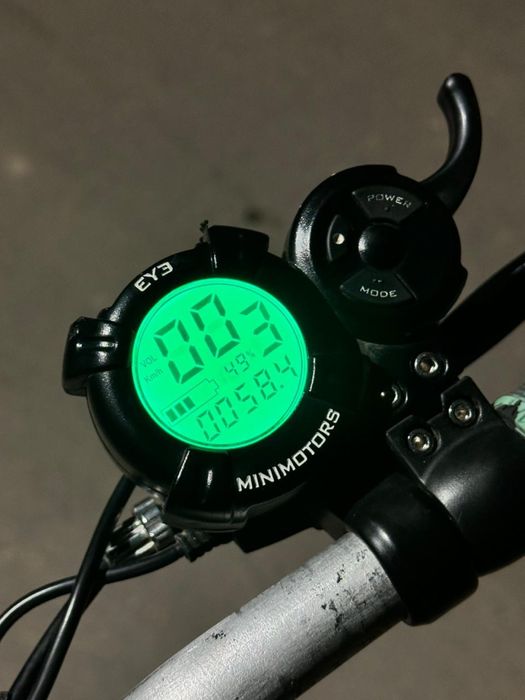 EY3
POWER
MODE
003
VOL
Km/h
49%
0058.4
MINIMOTORS